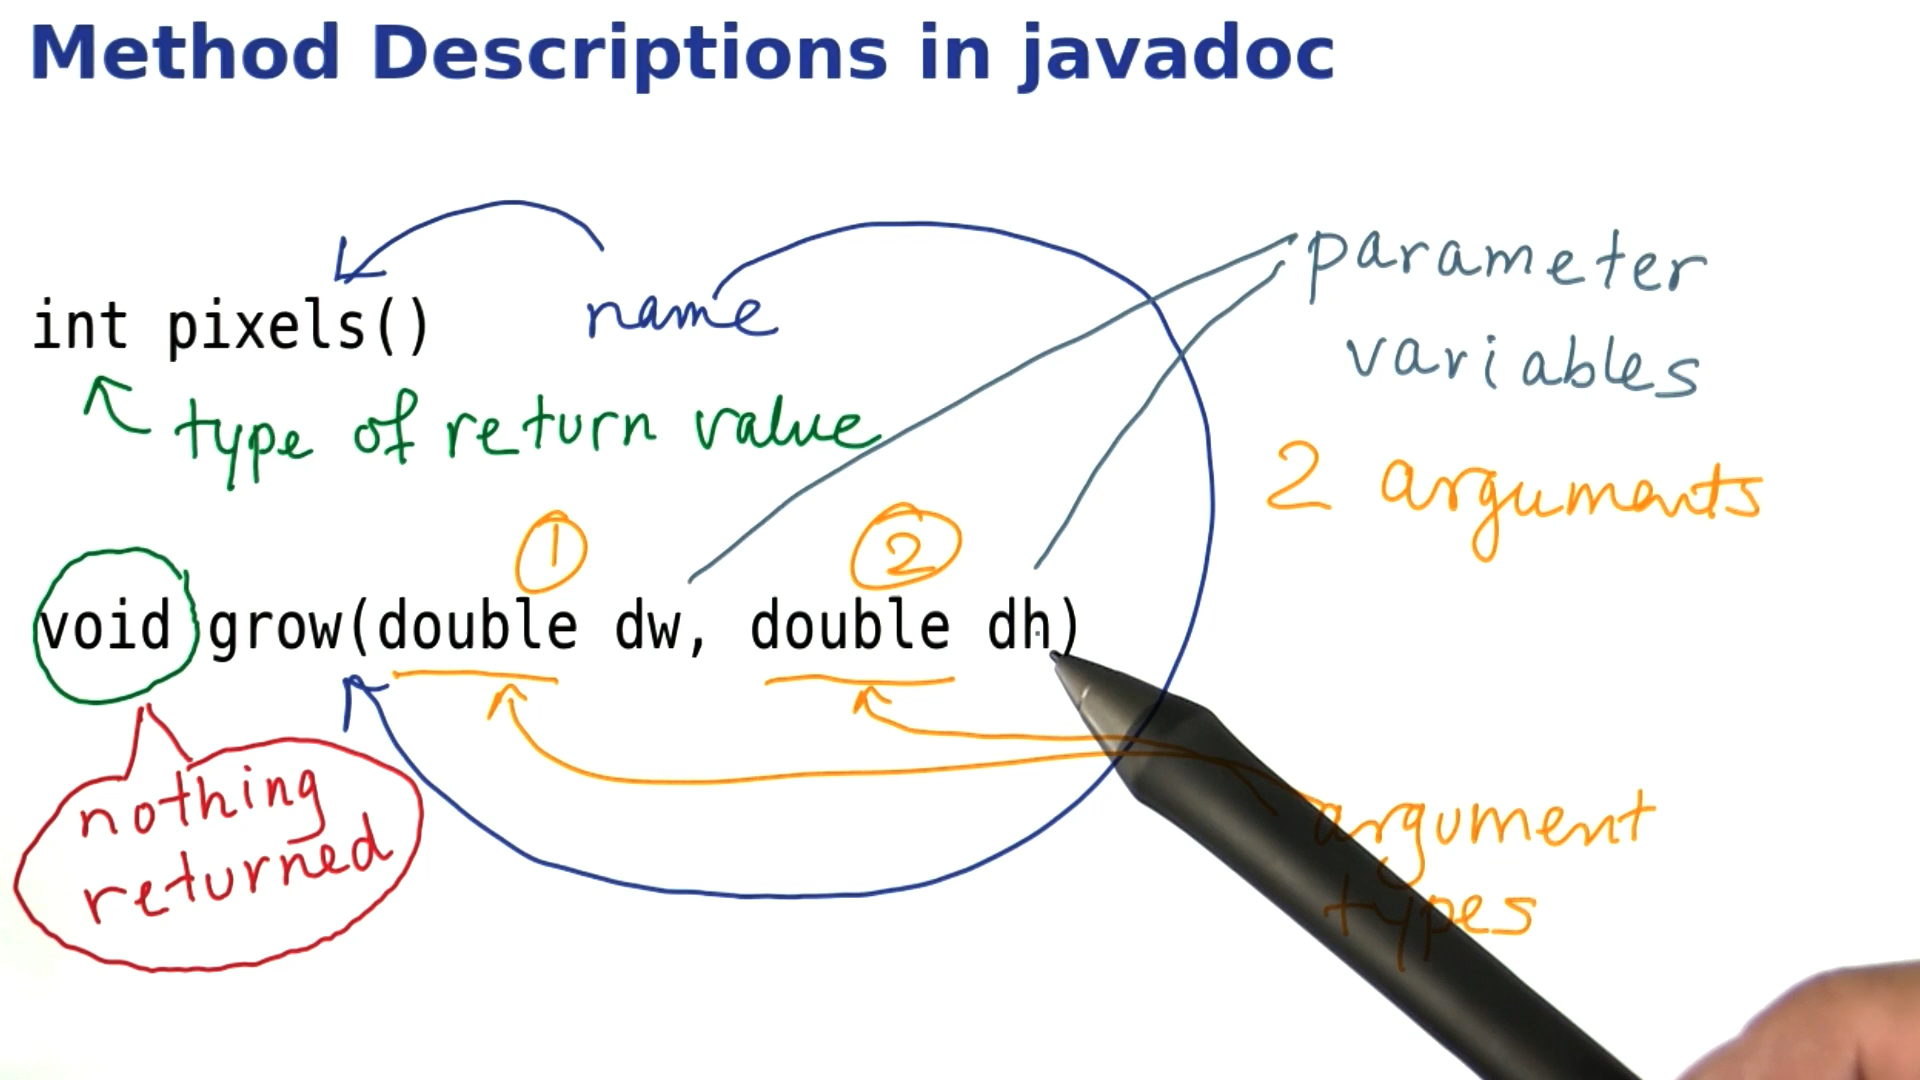 Method Descriptions in javadoc
parameter
variables
name
int pixels()
type of return value
2 arguments
1 2
void grow(double dw, double dh)
nothing
returned
argument
types